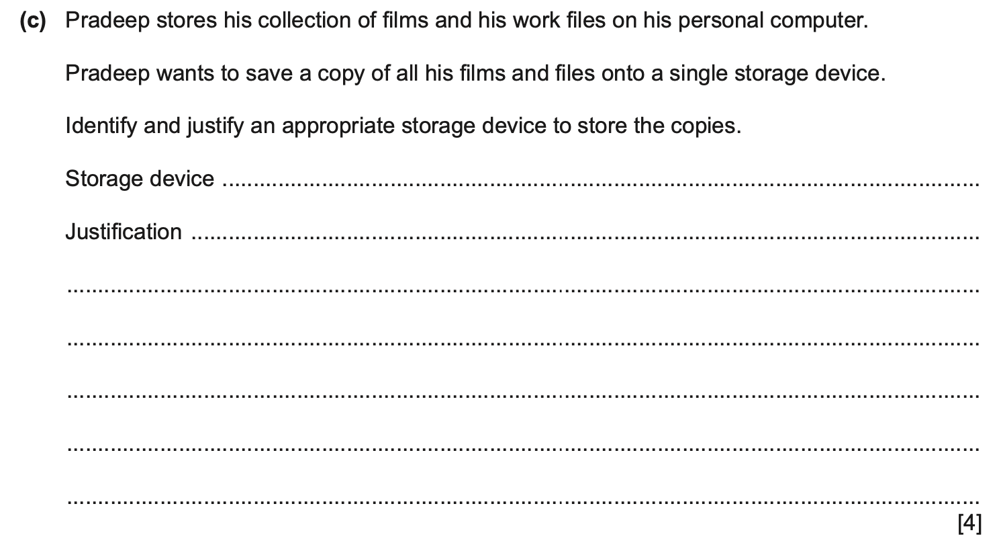 (c) Pradeep stores his collection of films and his work files on his personal computer.
Pradeep wants to save a copy of all his films and files onto a single storage device.
Identify and justify an appropriate storage device to store the copies.
Storage device ................................................................................................................................
Justification ................................................................................................................................
................................................................................................................................
................................................................................................................................
................................................................................................................................
................................................................................................................................
................................................................................................................................
[4]